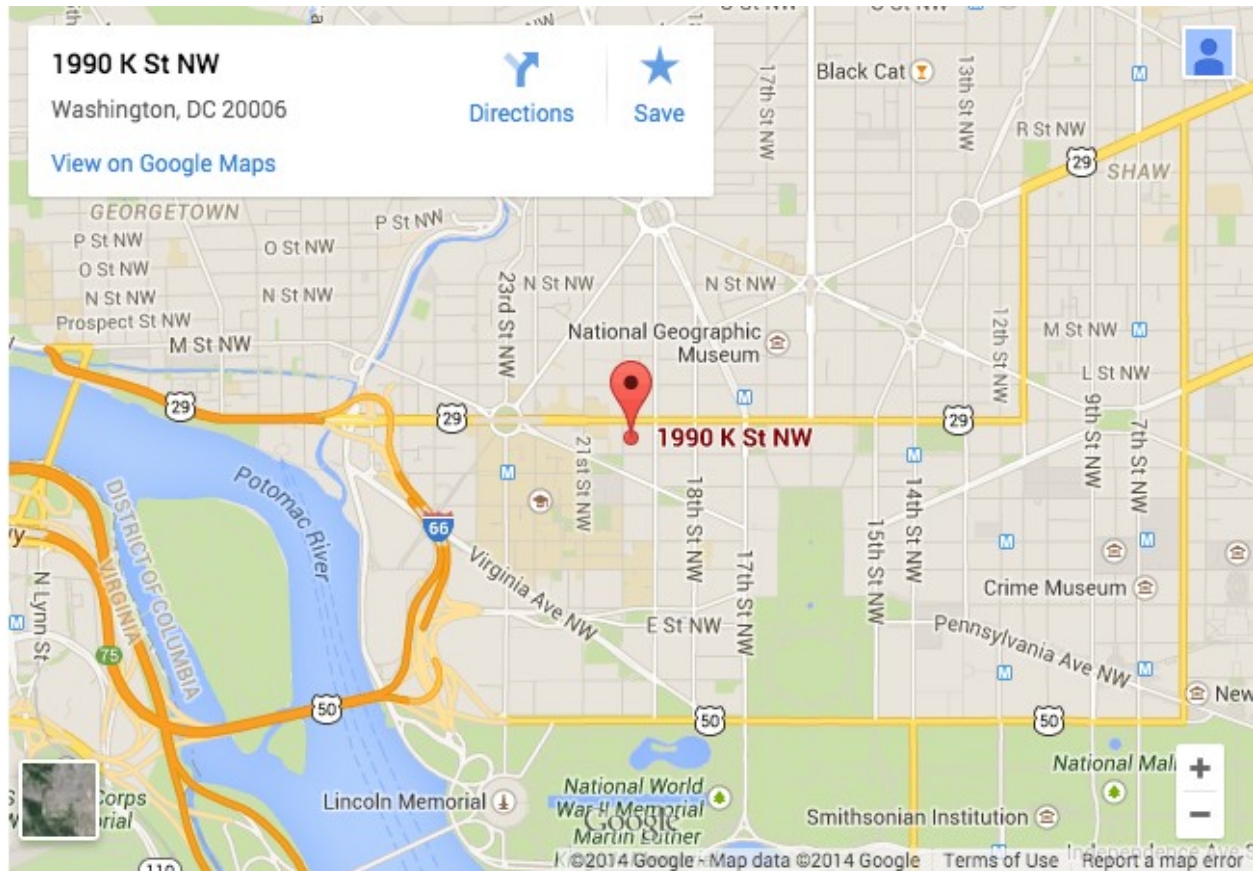 1990 K St NW
Washington, DC 20006
View on Google Maps
Directions
Save
17th St NW
Black Cat
13th St NW
M
R St NW
29
SHAW
GEORGETOWN
P St NW
P St NW
O St NW
O St NW
N St NW
N St NW
Prospect St NW
M St NW
23rd St NW
N St NW
N St NW
National Geographic
Museum
12th St NW
M St NW
M
L St NW
29
29
M
29
1990 K St NW
9th St NW
7th St NW
M
21st St NW
M
18th St NW
14th St NW
15th St NW
17th St NW
Potomac River
DISTRICT OF COLUMBIA
VIRGINIA
66
Virginia Ave NW
M
M
Crime Museum
N Lynn St
M
75
E St NW
Pennsylvania Ave NW
M
M
50
50
50
New
National Mall
Lincoln Memorial
National World
War II Memorial
Martin Luther
Google
Smithsonian Institution
+
−
Corps
orial
110
©2014 Google - Map data ©2014 Google
Terms of Use
Report a map error